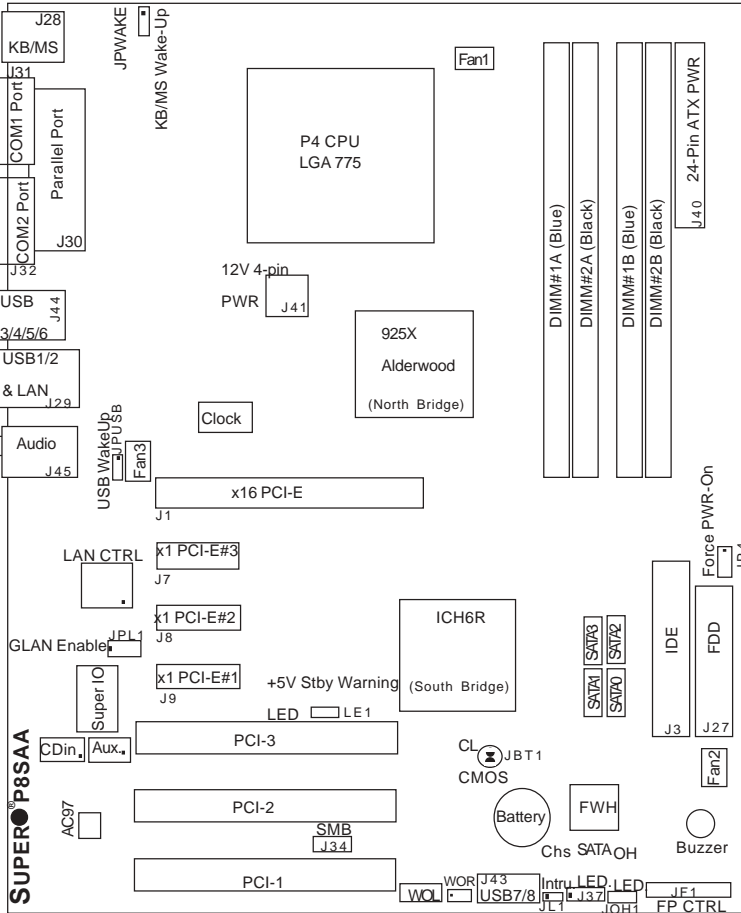 J28
KB/MS
JPWAKE
KB/MS Wake-Up
Fan1
J31
COM1 Port
Parallel Port
J30
COM2 Port
J32
P4 CPU
LGA 775
DIMM#1A (Blue)
DIMM#2A (Black)
DIMM#1B (Blue)
DIMM#2B (Black)
24-Pin ATX PWR
J40
12V 4-pin
PWR
J41
USB
3/4/5/6
J44
USB1/2
& LAN
J29
925X
Alderwood
(North Bridge)
Clock
Audio
J45
USB WakeUp
JPUSB
Fan3
x16 PCI-E
J1
Force PWR-On
LAN CTRL
x1 PCI-E#3
J7
x1 PCI-E#2
J8
GLAN Enable
JPL1
x1 PCI-E#1
J9
ICH6R
(South Bridge)
SATA3
SATA2
SATA1
SATA0
IDE
J3
FDD
J27
Super IO
+5V Stby Warning
LED
LE1
CDin
Aux.
PCI-3
CL
CMOS
JBT1
Fan2
SUPER® P8SAA
AC97
PCI-2
SMB
J34
Battery
FWH
Buzzer
Chs
SATA
OH
PCI-1
WOL
WOR
J43
USB7/8
Intru.
JL1
LED.
J37
LED
JOH1
JF1
FP CTRL